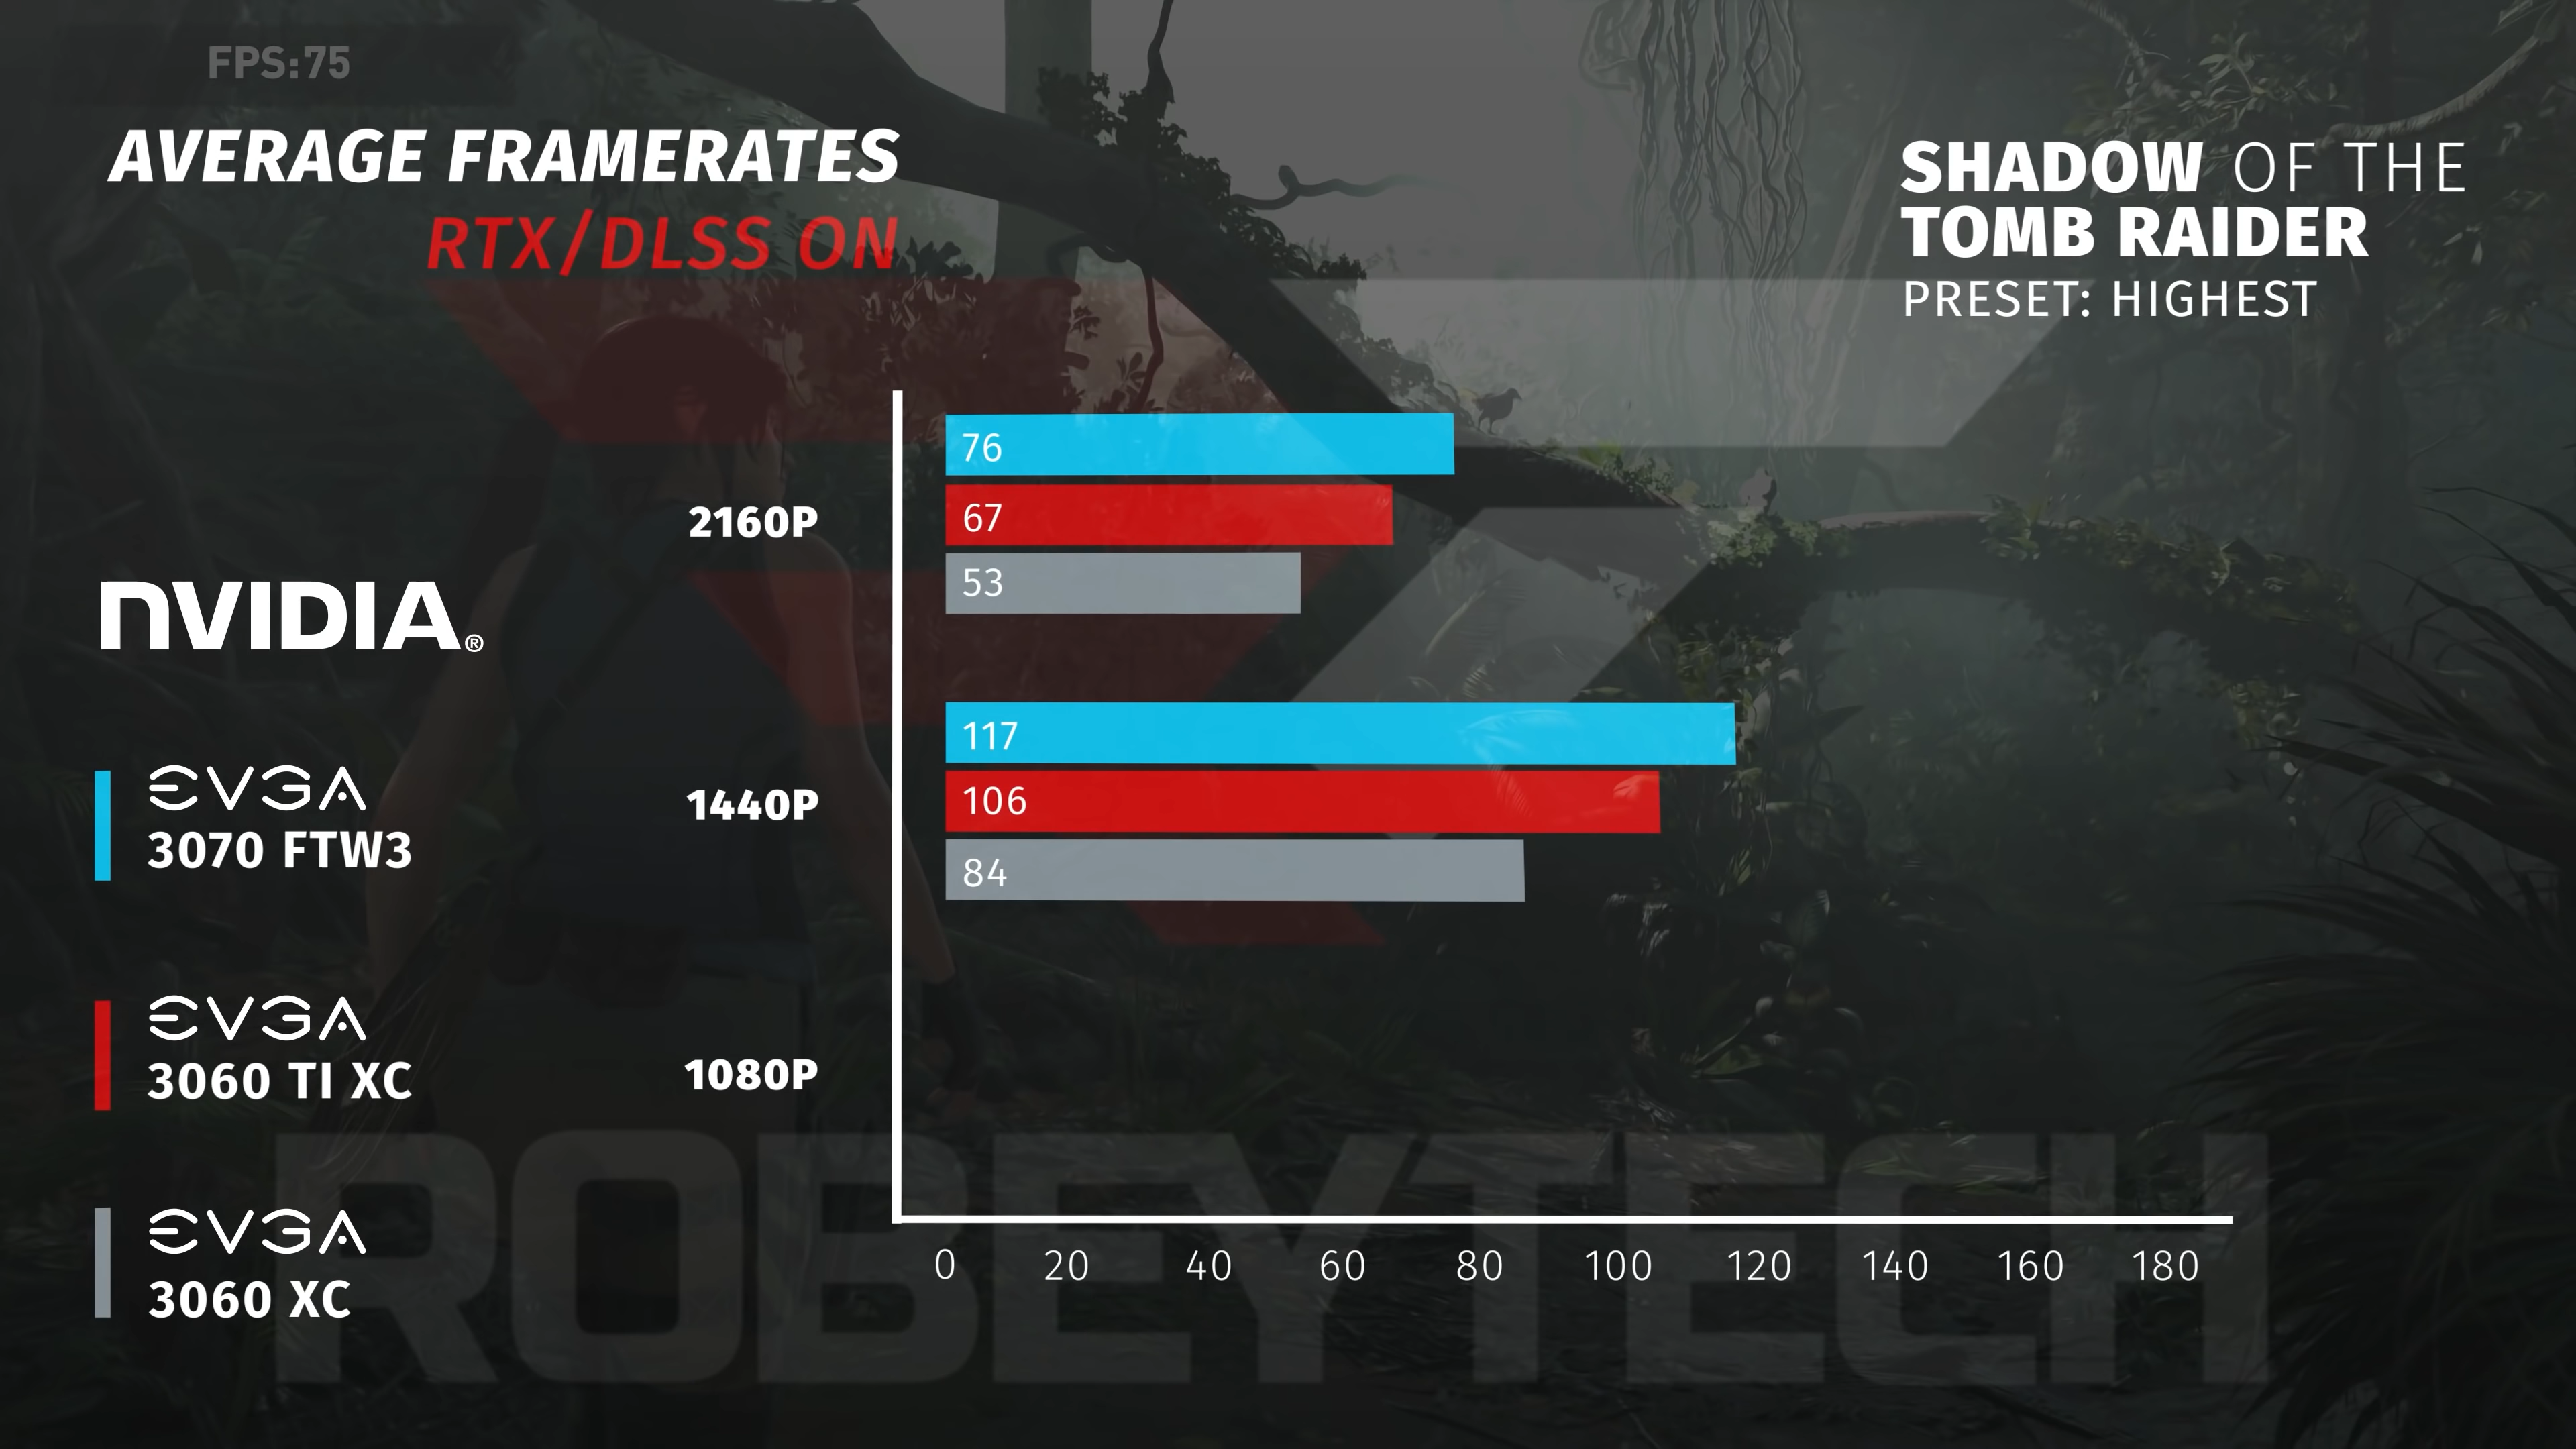 FPS:75
AVERAGE FRAMERATES
RTX/DLSS ON
SHADOW OF THE
TOMB RAIDER
PRESET: HIGHEST
76
2160P
67
53
NVIDIA®
117
1440P
106
84
EVGA
3070 FTW3
EVGA
3060 TI XC
1080P
EVGA
3060 XC
0 20 40 60 80 100 120 140 160 180
ROBEYTECH